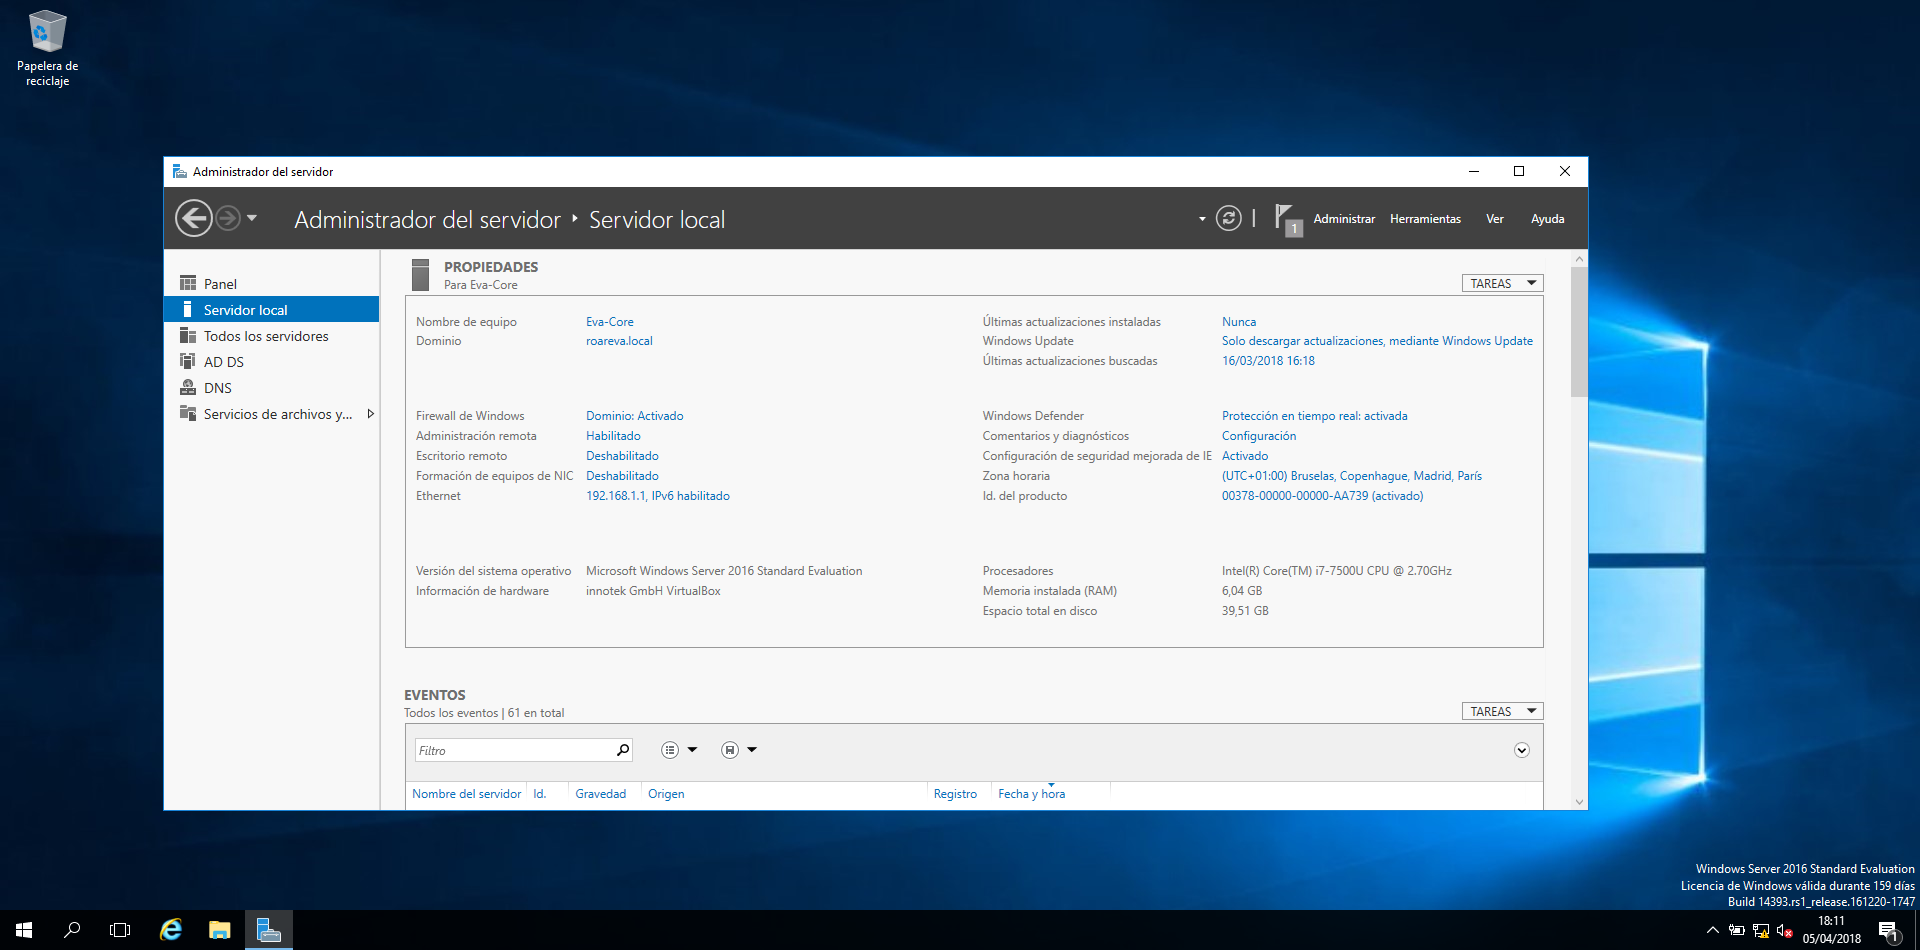 Papelera de
reciclaje
Administrador del servidor
Administrador del servidor ‣ Servidor local
1
Administrar Herramientas Ver Ayuda
Panel
Servidor local
Todos los servidores
AD DS
DNS
Servicios de archivos y...
PROPIEDADES
Para Eva-Core
TAREAS
Nombre de equipo Eva-Core Últimas actualizaciones instaladas Nunca
Dominio roareva.local Windows Update Solo descargar actualizaciones, mediante Windows Update
Últimas actualizaciones buscadas 16/03/2018 16:18
Firewall de Windows Dominio: Activado Windows Defender Protección en tiempo real: activada
Administración remota Habilitado Comentarios y diagnósticos Configuración
Escritorio remoto Deshabilitado Configuración de seguridad mejorada de IE Activado
Formación de equipos de NIC Deshabilitado Zona horaria (UTC+01:00) Bruselas, Copenhague, Madrid, París
Ethernet 192.168.1.1, IPv6 habilitado Id. del producto 00378-00000-00000-AA739 (activado)
Versión del sistema operativo Microsoft Windows Server 2016 Standard Evaluation Procesadores Intel(R) Core(TM) i7-7500U CPU @ 2.70GHz
Información de hardware innotek GmbH VirtualBox Memoria instalada (RAM) 6,04 GB
Espacio total en disco 39,51 GB
EVENTOS
Todos los eventos | 61 en total
TAREAS
Filtro
Nombre del servidor Id. Gravedad Origen Registro Fecha y hora
Windows Server 2016 Standard Evaluation
Licencia de Windows válida durante 159 días
Build 14393.rs1_release.161220-1747
18:11
05/04/2018
1